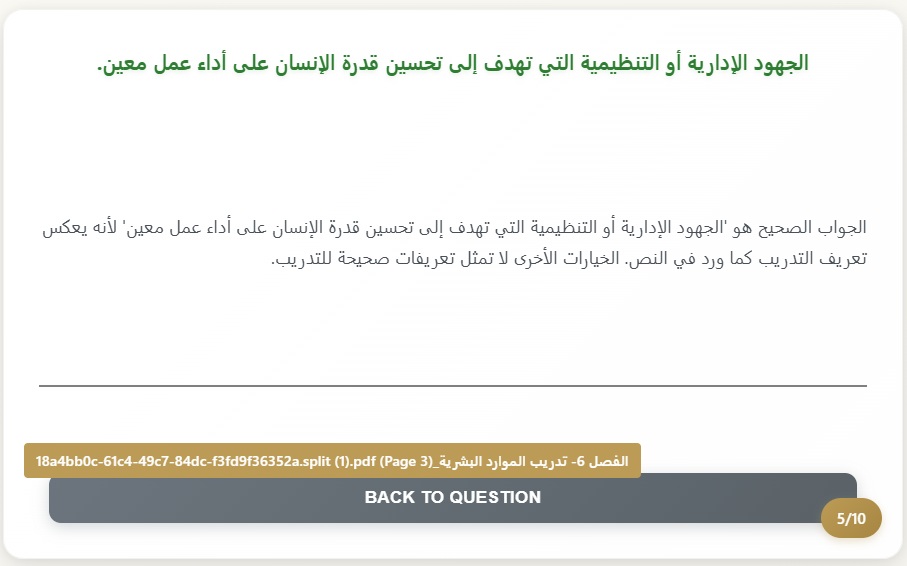 الجهود الإدارية أو التنظيمية التي تهدف إلى تحسين قدرة الإنسان على أداء عمل معين.
الجواب الصحيح هو 'الجهود الإدارية أو التنظيمية التي تهدف إلى تحسين قدرة الإنسان على أداء عمل معين' لأنه يعكس
تعريف التدريب كما ورد في النص. الخيارات الأخرى لا تمثل تعريفات صحيحة للتدريب.
18a4bb0c-61c4-49c7-84dc-f3fd9f36352a.split (1).pdf (Page 3)_الفصل 6- تدريب الموارد البشرية
BACK TO QUESTION
5/10